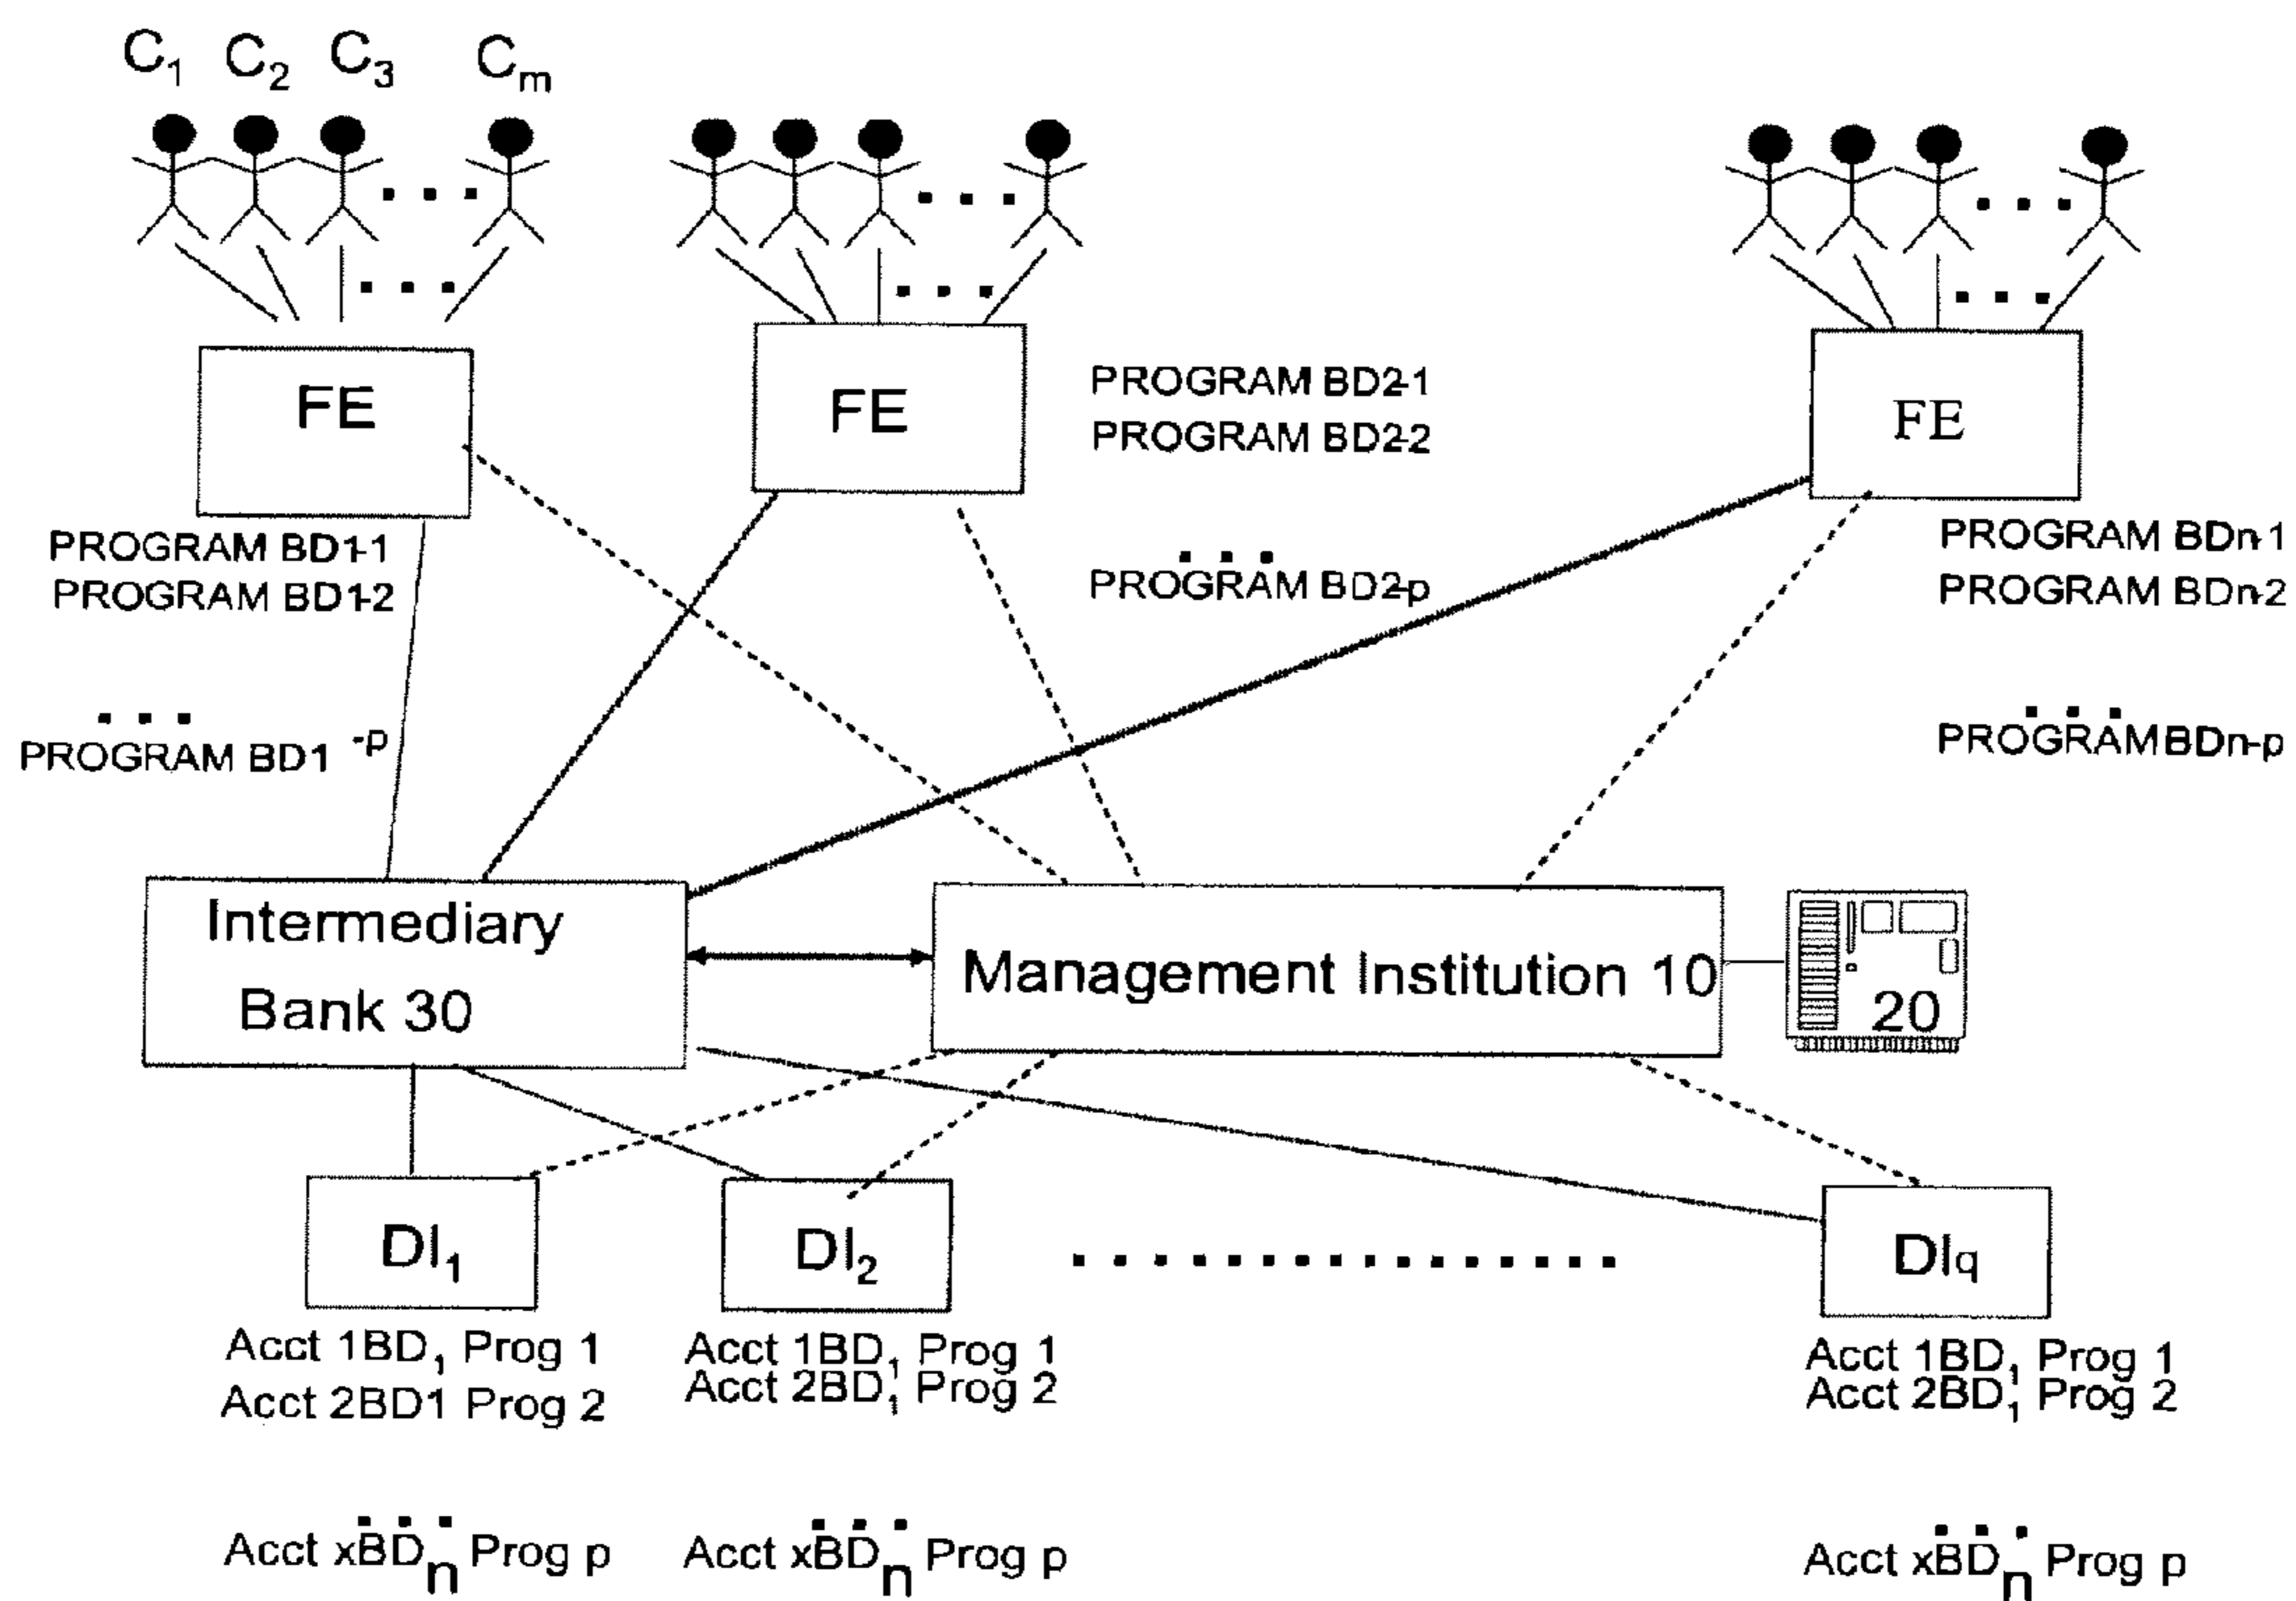 C₁ C₂ C₃ Cₘ
FE
FE
FE
PROGRAM BD1-1
PROGRAM BD1-2
PROGRAM BD1 -p
PROGRAM BD2-1
PROGRAM BD2-2
PROGRAM BD2-p
PROGRAM BDn-1
PROGRAM BDn-2
PROGRAM BDn-p
Intermediary
Bank 30
Management Institution 10
20
DI₁
DI₂
DIq
Acct 1BD₁ Prog 1
Acct 2BD1 Prog 2
Acct xBDₙ Prog p
Acct 1BD₁ Prog 1
Acct 2BD₁ Prog 2
Acct xBDₙ Prog p
Acct 1BD₁ Prog 1
Acct 2BD₁ Prog 2
Acct xBDₙ Prog p